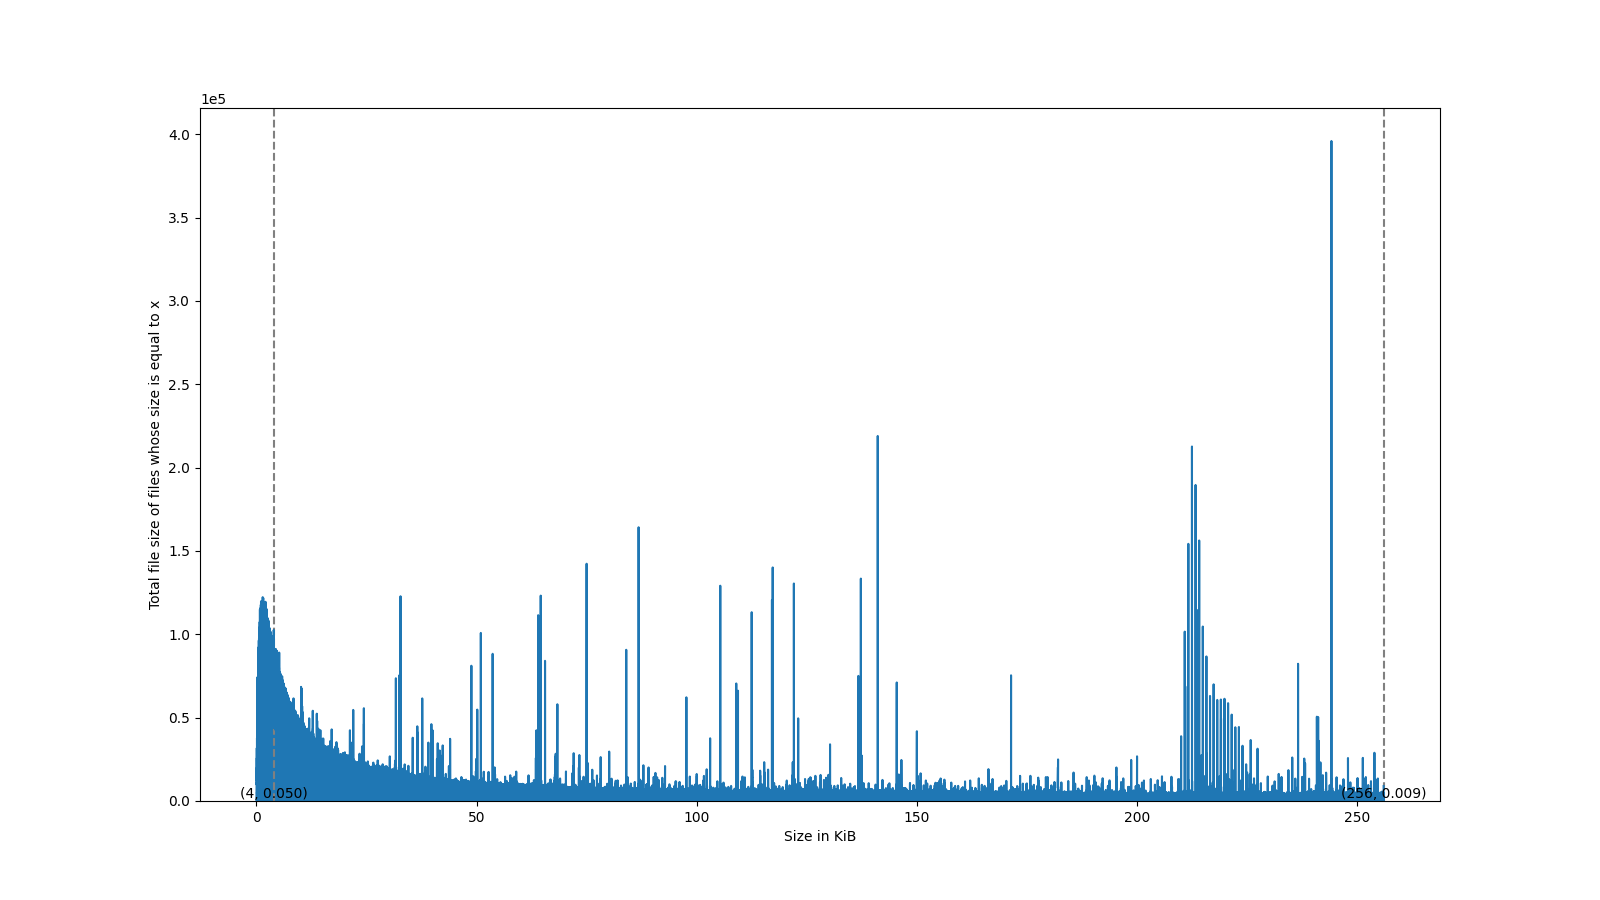 1e5
Total file size of files whose size is equal to x
4.0
3.5
3.0
2.5
2.0
1.5
1.0
0.5
0.0
(4, 0.050)
(256, 0.009)
0 50 100 150 200 250
Size in KiB